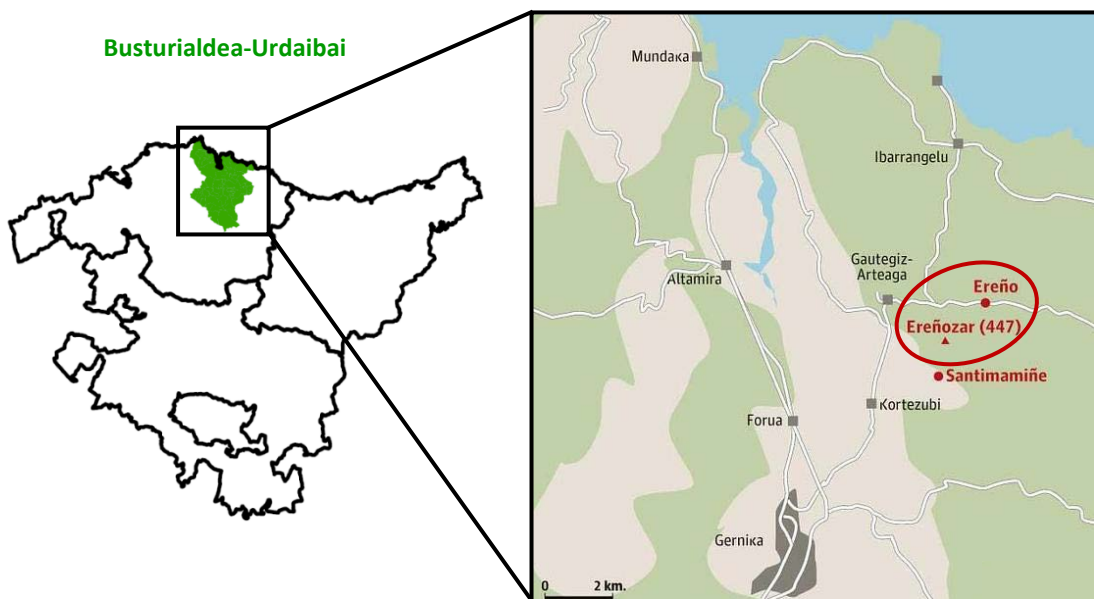 Busturialdea-Urdaibai
Mundaka
Ibarrangelu
Gautegiz-
Arteaga
Altamira
Ereño
Ereñozar (447)
Santimamiñe
Kortezubi
Forua
Gernika
0 2 km.